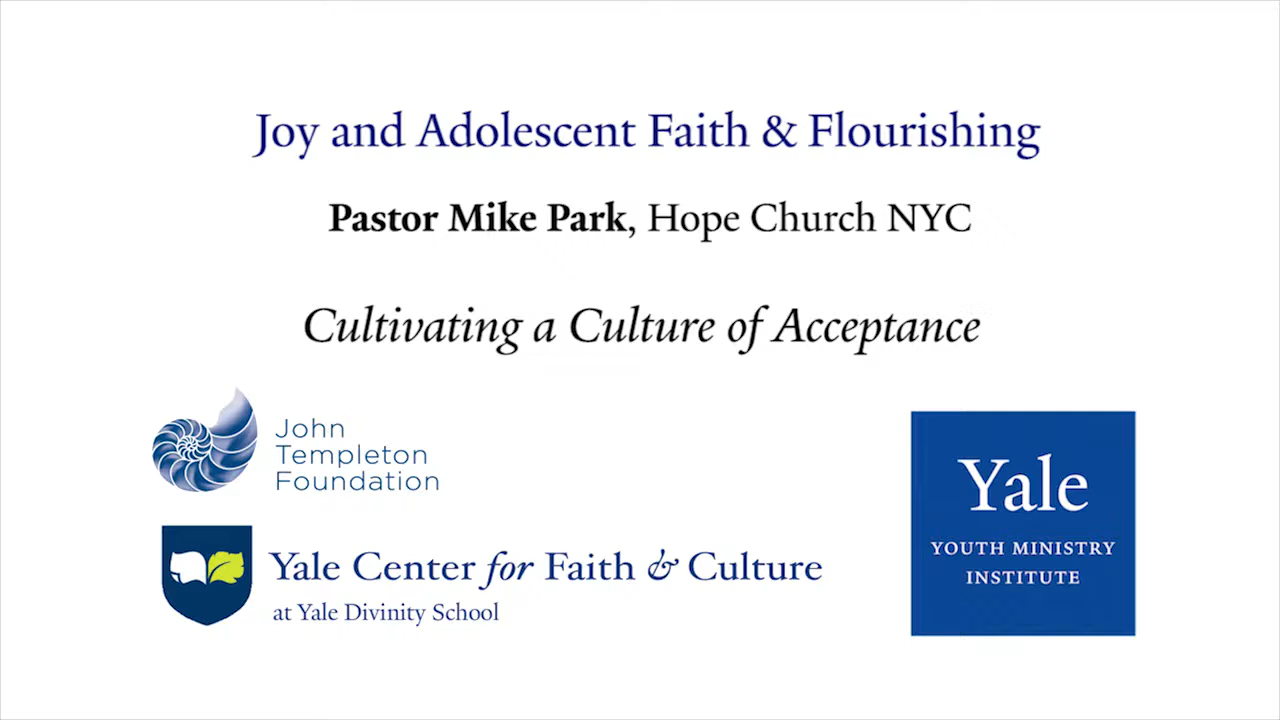 Joy and Adolescent Faith & Flourishing
Pastor Mike Park, Hope Church NYC
Cultivating a Culture of Acceptance
John
Templeton
Foundation
Yale Center for Faith & Culture
at Yale Divinity School
Yale
YOUTH MINISTRY
INSTITUTE